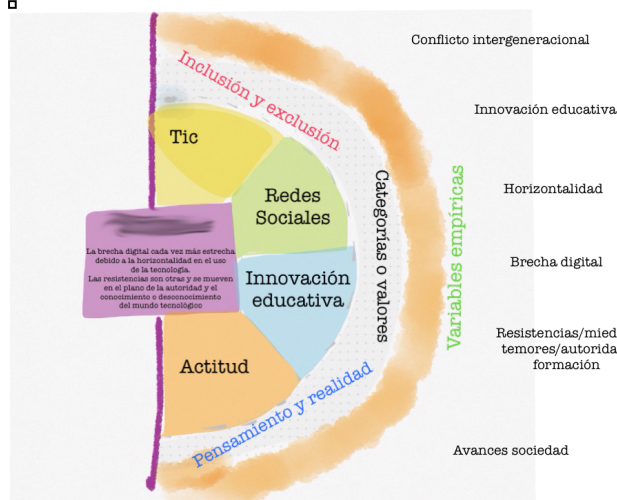 Conflicto intergeneracional
Inclusión y exclusión
Innovación educativa
Tic
Redes
Sociales
Categorías o valores
Variables empíricas
Horizontalidad
La brecha digital cada vez más estrecha
debido a la horizontalidad en el uso
de la tecnología.
Las resistencias son otras y se mueven
en el plano de la autoridad y el
conocimiento o desconocimiento
del mundo tecnológico
Innovación
educativa
Brecha digital
Actitud
Resistencias/mied
temores/autorida
formación
Pensamiento y realidad
Avances sociedad